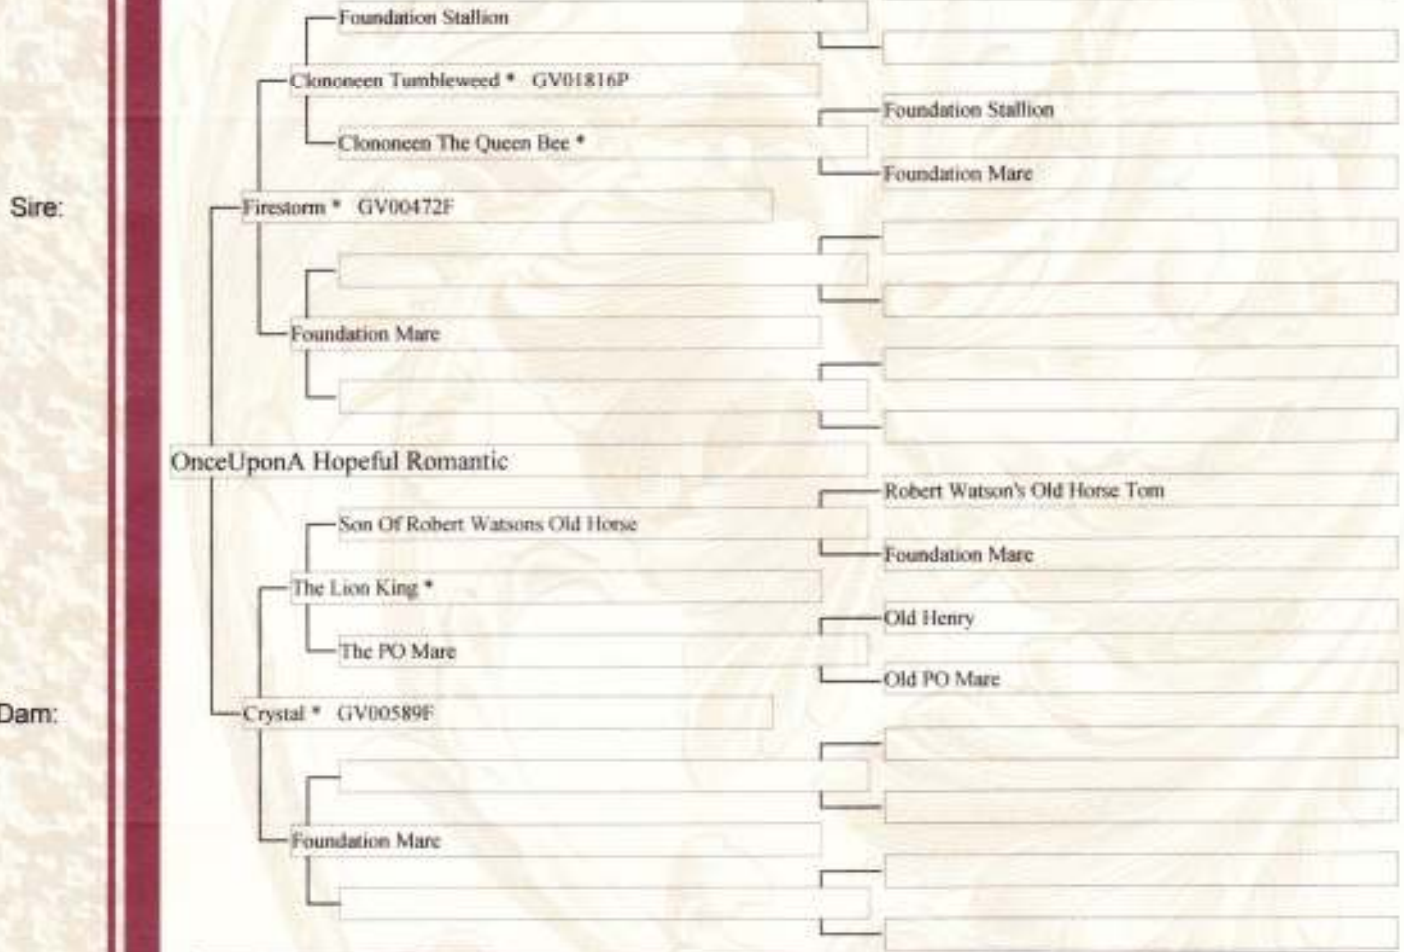 Foundation Stallion
Clononeen Tumbleweed * GV01816P
Foundation Stallion
Clononeen The Queen Bee *
Foundation Mare
Sire:
Firestorm * GV00472F
Foundation Mare
OnceUponA Hopeful Romantic
Robert Watson's Old Horse Tom
Son Of Robert Watsons Old Horse
Foundation Mare
The Lion King *
Old Henry
The PO Mare
Old PO Mare
Dam:
Crystal * GV00589F
Foundation Mare